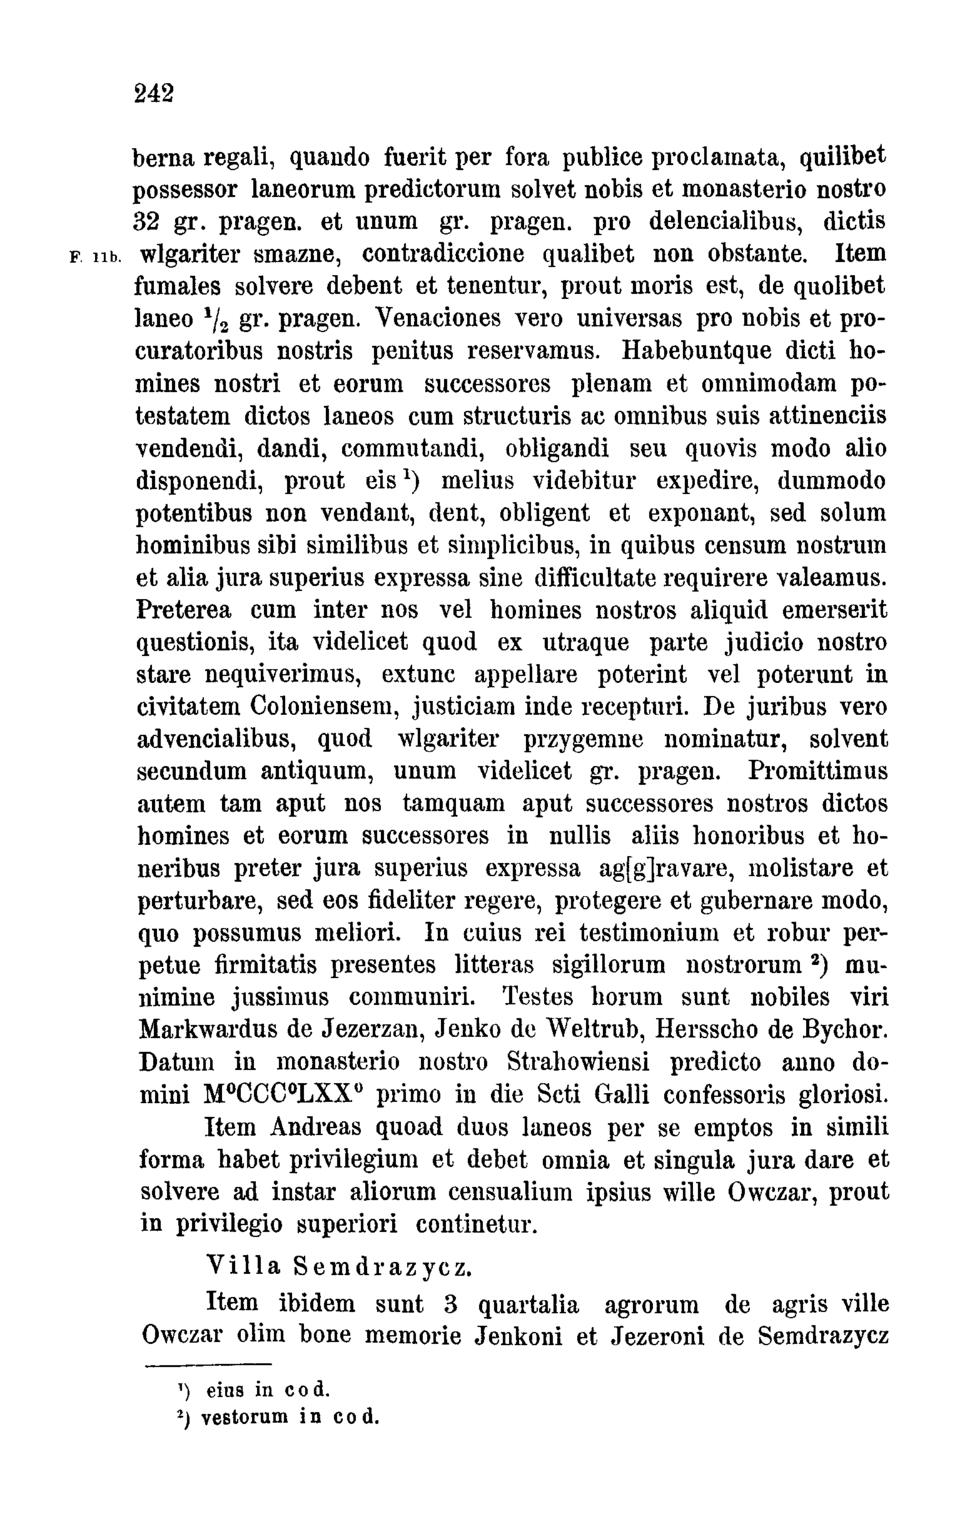 242
berna regali, quando fuerit per fora publice proclamata, quilibet
possessor laneorum predictorum solvet nobis et monasterio nostro
32 gr. pragen. et unum gr. pragen. pro delencialibus, dictis
F. 11b. wlgariter smazne, contradiccione qualibet non obstante. Item
fumales solvere debent et tenentur, prout moris est, de quolibet
laneo ¹/₂ gr. pragen. Venaciones vero universas pro nobis et pro-
curatoribus nostris penitus reservamus. Habebuntque dicti ho-
mines nostri et eorum successores plenam et omnimodam po-
testatem dictos laneos cum structuris ac omnibus suis attinenciis
vendendi, dandi, commutandi, obligandi seu quovis modo alio
disponendi, prout eis ¹) melius videbitur expedire, dummodo
potentibus non vendant, dent, obligent et exponant, sed solum
hominibus sibi similibus et simplicibus, in quibus censum nostrum
et alia jura superius expressa sine difficultate requirere valeamus.
Preterea cum inter nos vel homines nostros aliquid emerserit
questionis, ita videlicet quod ex utraque parte judicio nostro
stare nequiverimus, extunc appellare poterint vel poterunt in
civitatem Coloniensem, justiciam inde recepturi. De juribus vero
advencialibus, quod wlgariter przygemne nominatur, solvent
secundum antiquum, unum videlicet gr. pragen. Promittimus
autem tam aput nos tamquam aput successores nostros dictos
homines et eorum successores in nullis aliis honoribus et ho-
neribus preter jura superius expressa ag[g]ravare, molistare et
perturbare, sed eos fideliter regere, protegere et gubernare modo,
quo possumus meliori. In cuius rei testimonium et robur per-
petue firmitatis presentes litteras sigillorum nostrorum ²) mu-
nimine jussimus communiri. Testes horum sunt nobiles viri
Markwardus de Jezerzan, Jenko de Weltrub, Hersscho de Bychor.
Datum in monasterio nostro Strahowiensi predicto anno do-
mini M⁰CCC⁰LXX⁰ primo in die Scti Galli confessoris gloriosi.
Item Andreas quoad duos laneos per se emptos in simili
forma habet privilegium et debet omnia et singula jura dare et
solvere ad instar aliorum censualium ipsius wille Owczar, prout
in privilegio superiori continetur.
Villa Semdrazycz.
Item ibidem sunt 3 quartalia agrorum de agris ville
Owczar olim bone memorie Jenkoni et Jezeroni de Semdrazycz
¹) eius in cod.
²) vestorum in cod.